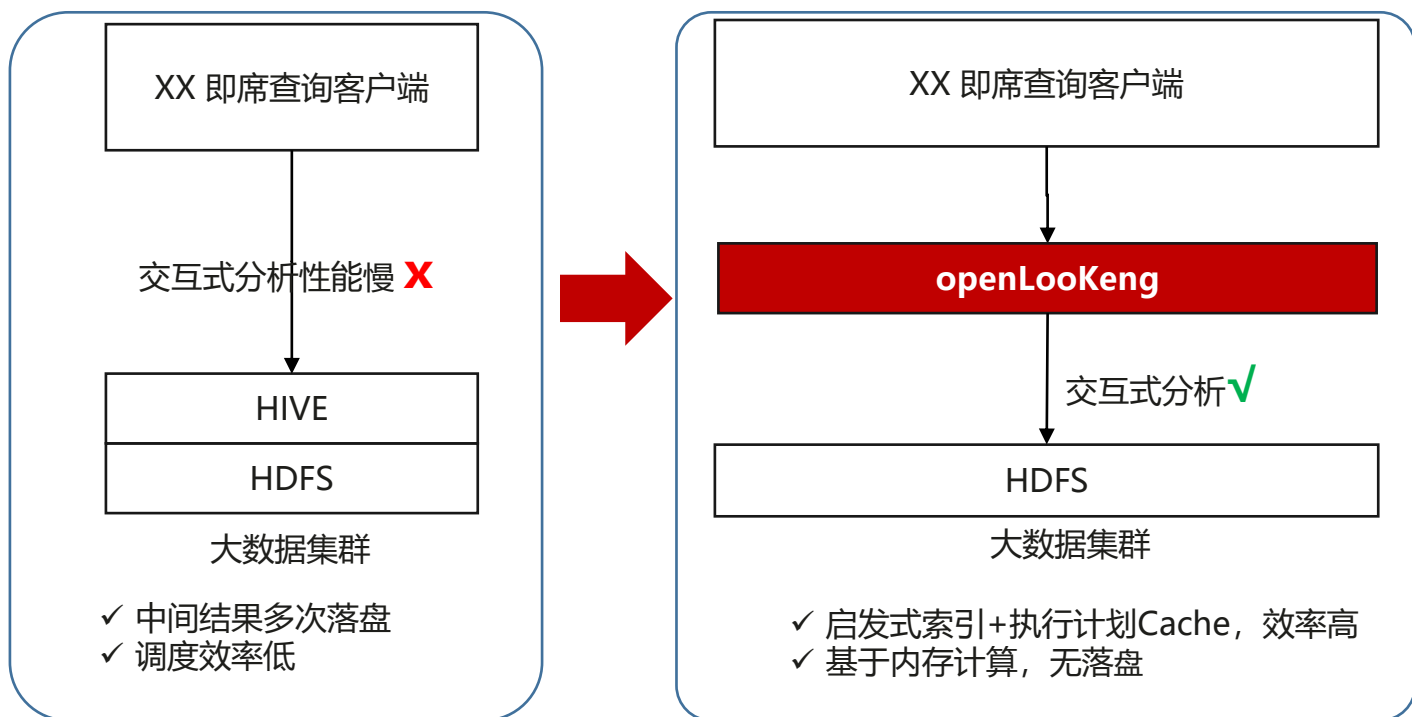 XX 即席查询客户端
交互式分析性能慢 X
HIVE
HDFS
大数据集群
✓ 中间结果多次落盘
✓ 调度效率低
XX 即席查询客户端
openLooKeng
交互式分析√
HDFS
大数据集群
✓ 启发式索引+执行计划Cache，效率高
✓ 基于内存计算，无落盘